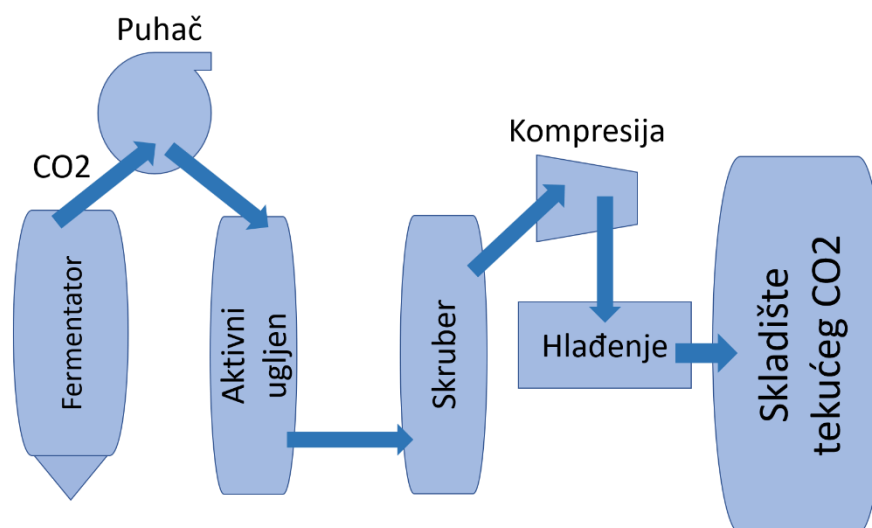 Puhač
CO2
Fermentator
Aktivni
ugljen
Skruber
Kompresija
Hlađenje
Skladište
tekućeg CO2